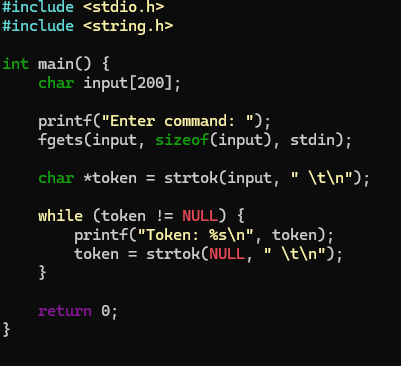 #include <stdio.h>
#include <string.h>

int main() {
    char input[200];

    printf("Enter command: ");
    fgets(input, sizeof(input), stdin);

    char *token = strtok(input, " \t\n");

    while (token != NULL) {
        printf("Token: %s\n", token);
        token = strtok(NULL, " \t\n");
    }

    return 0;
}